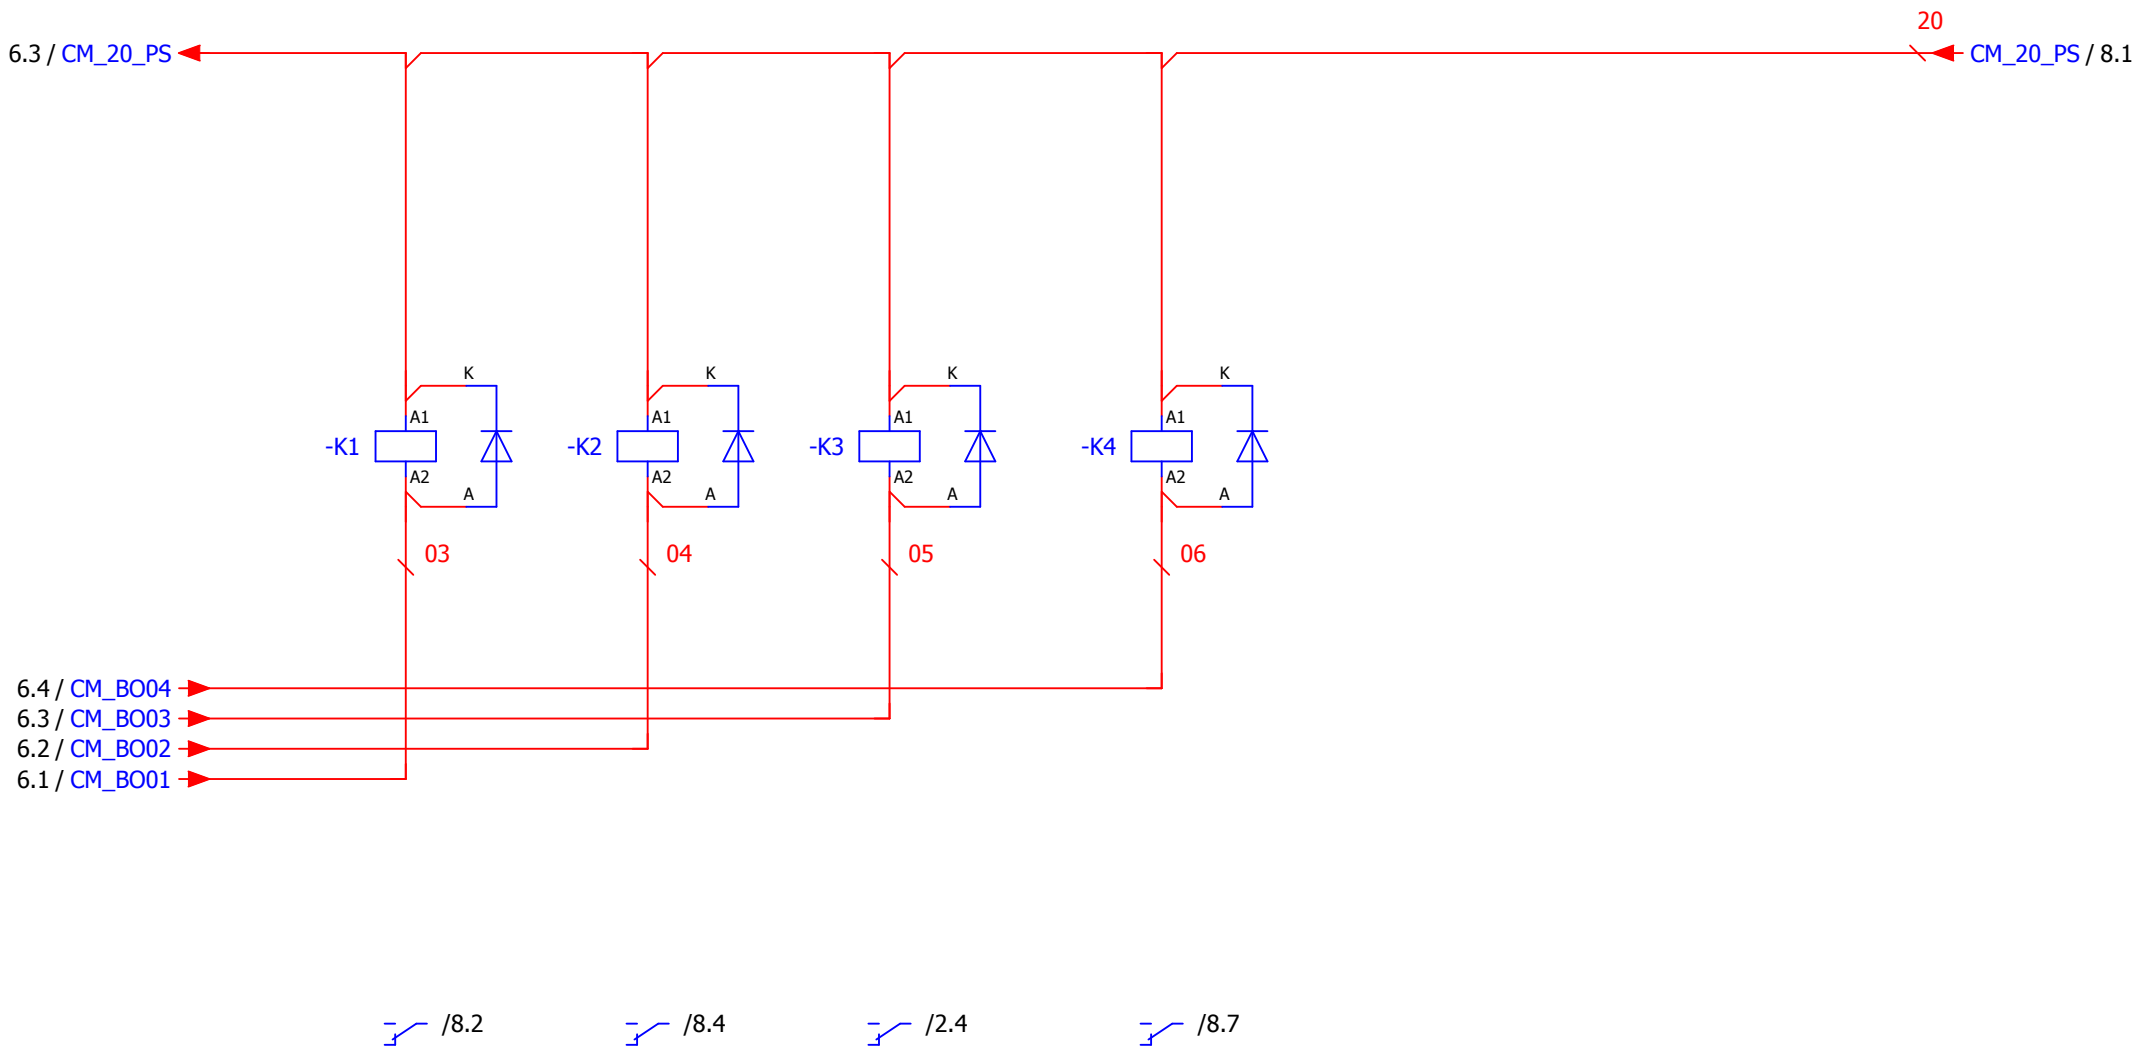 20
6.3 / CM_20_PS CM_20_PS / 8.1
K K K K
A1 A1 A1 A1
-K1 -K2 -K3 -K4
A2 A2 A2 A2
A A A A
03 04 05 06
6.4 / CM_BO04
6.3 / CM_BO03
6.2 / CM_BO02
6.1 / CM_BO01
/8.2 /8.4 /2.4 /8.7